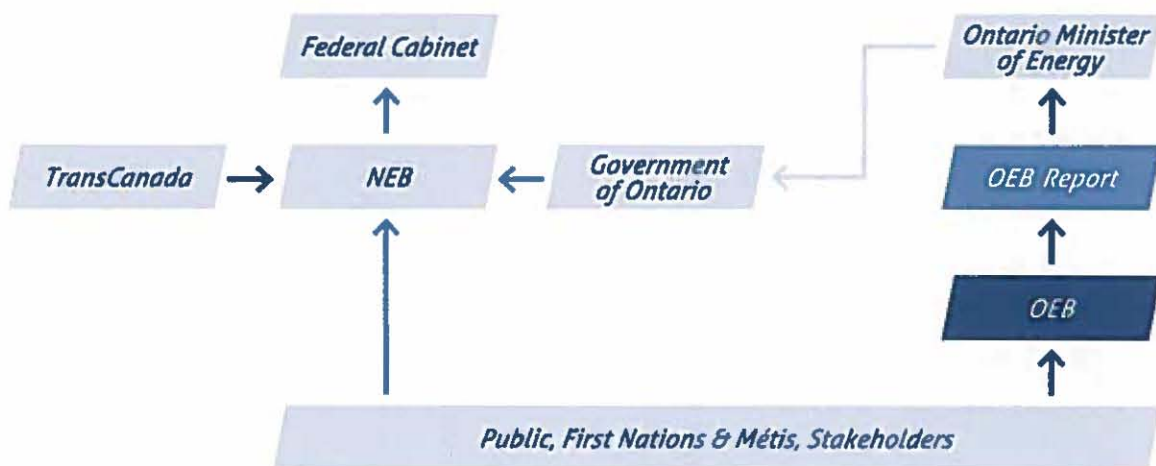 Federal Cabinet
Ontario Minister
of Energy
TransCanada
NEB
Government
of Ontario
OEB Report
OEB
Public, First Nations & Métis, Stakeholders